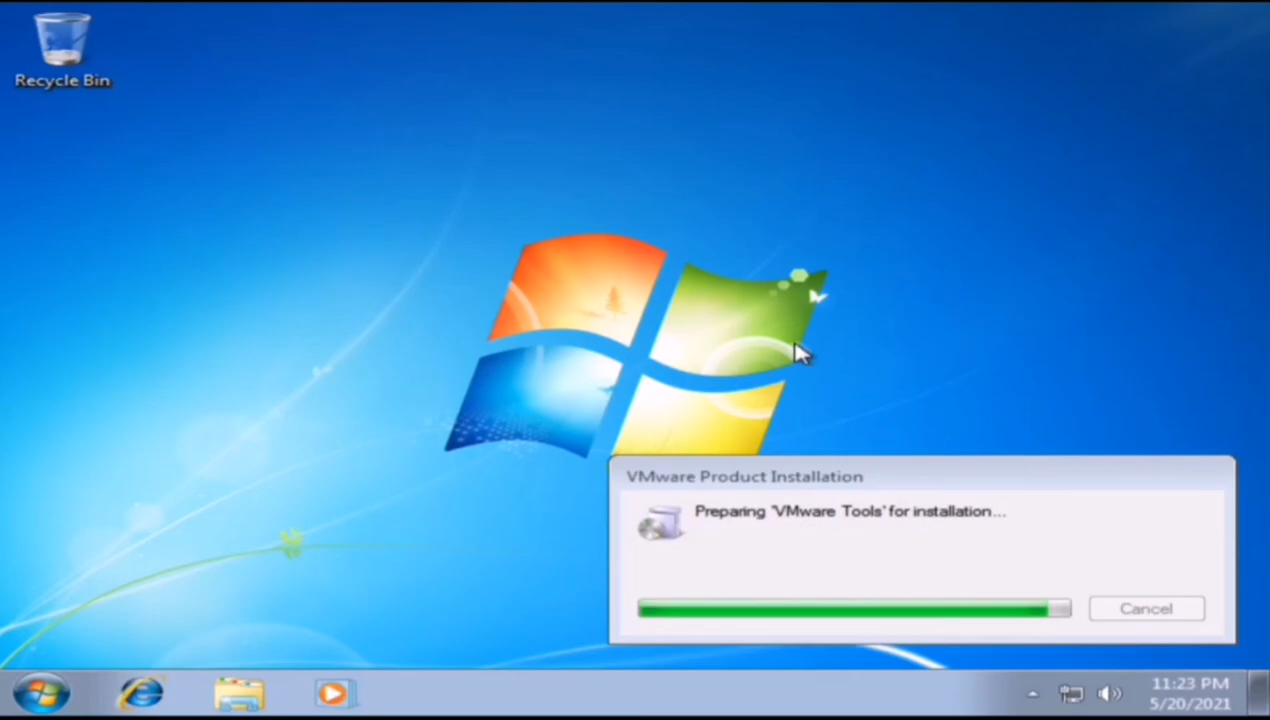 Recycle Bin
VMware Product Installation
Preparing 'VMware Tools' for installation...
Cancel
11:23 PM
5/20/2021